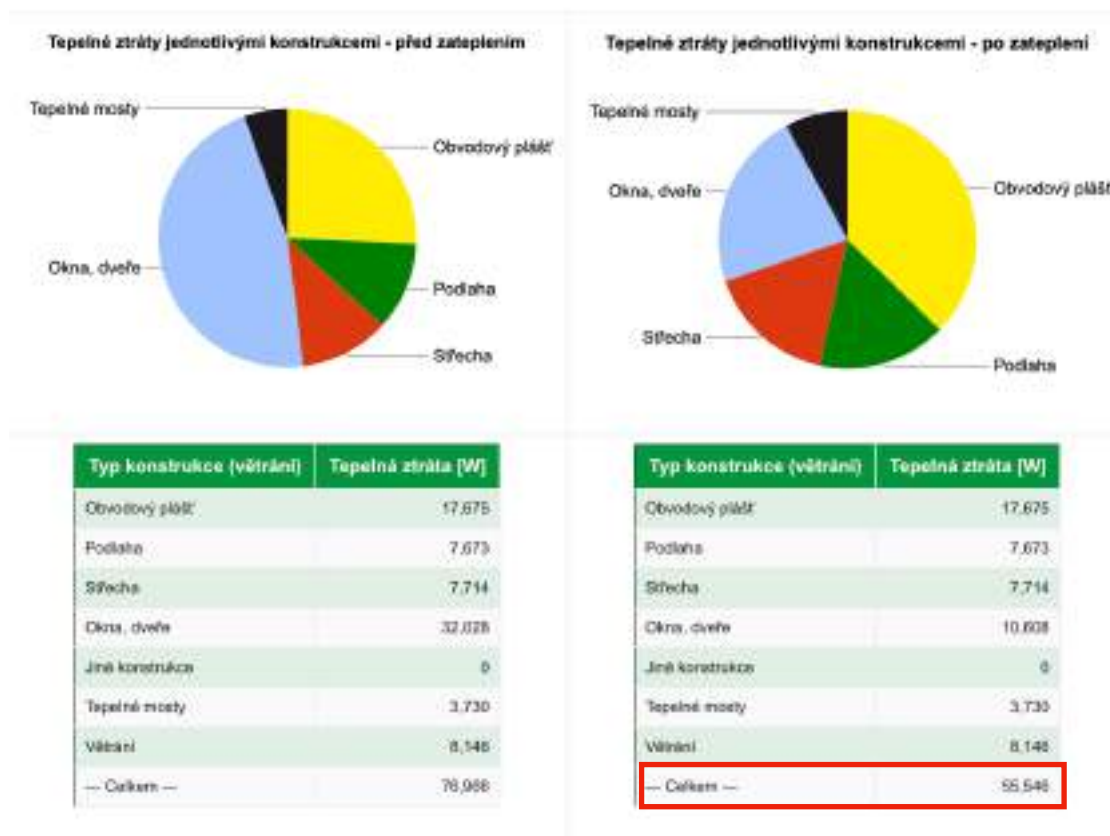 Tepelné ztráty jednotlivými konstrukcemi - před zateplením
Tepelné mosty
Obvodový plášť
Okna, dveře
Podlaha
Střecha
Tepelné ztráty jednotlivými konstrukcemi - po zateplení
Tepelné mosty
Okna, dveře
Obvodový plášť
Střecha
Podlaha
Typ konstrukce (větrání) Tepelná ztráta [W]
Obvodový plášť 17,675
Podlaha 7,673
Střecha 7,714
Okna, dveře 32,028
Jiné konstrukce 0
Tepelné mosty 3,730
Větrání 8,146
--- Celkem --- 76,966
Typ konstrukce (větrání) Tepelná ztráta [W]
Obvodový plášť 17,675
Podlaha 7,673
Střecha 7,714
Okna, dveře 10,608
Jiné konstrukce 0
Tepelné mosty 3,730
Větrání 8,146
--- Celkem --- 55,546